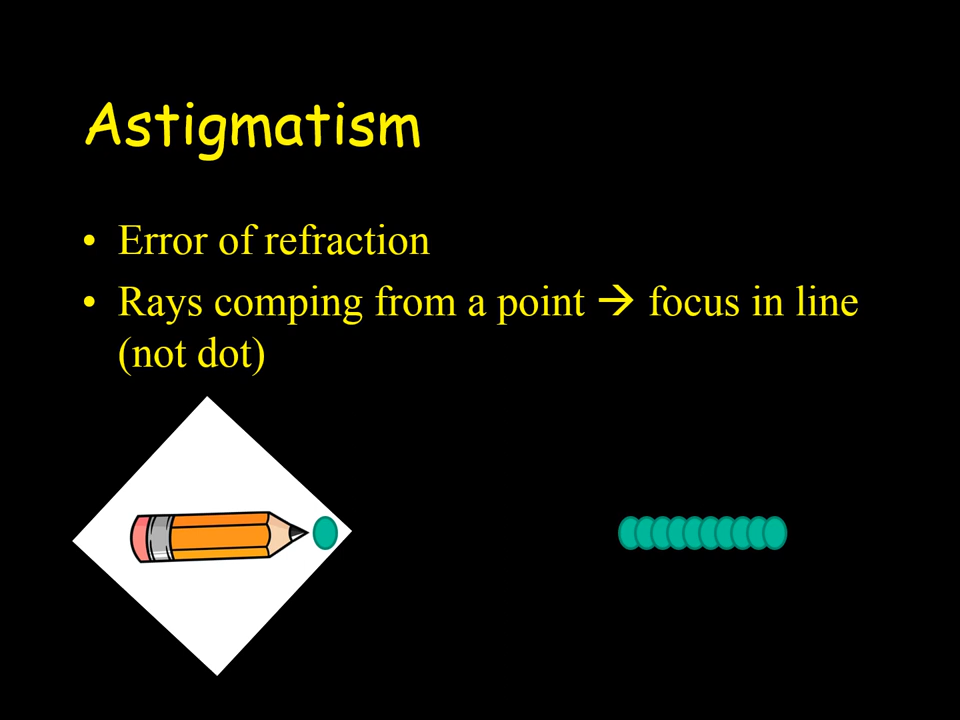 Astigmatism
• Error of refraction
• Rays comping from a point → focus in line
(not dot)